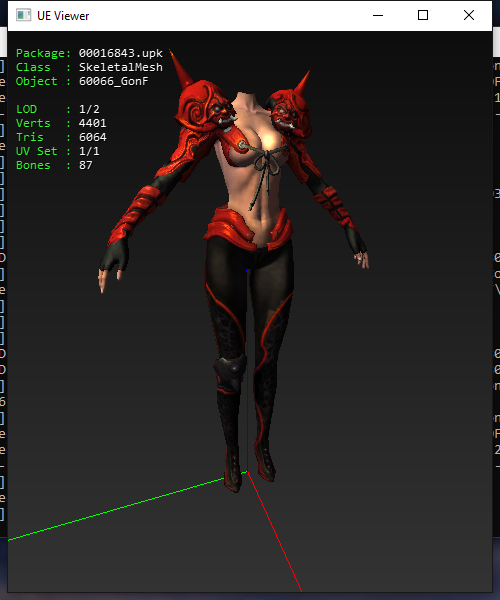 UE Viewer
Package: 00016843.upk
Class : SkeletalMesh
Object : 60066_GonF
LOD : 1/2
Verts : 4401
Tris : 6064
UV Set : 1/1
Bones : 87